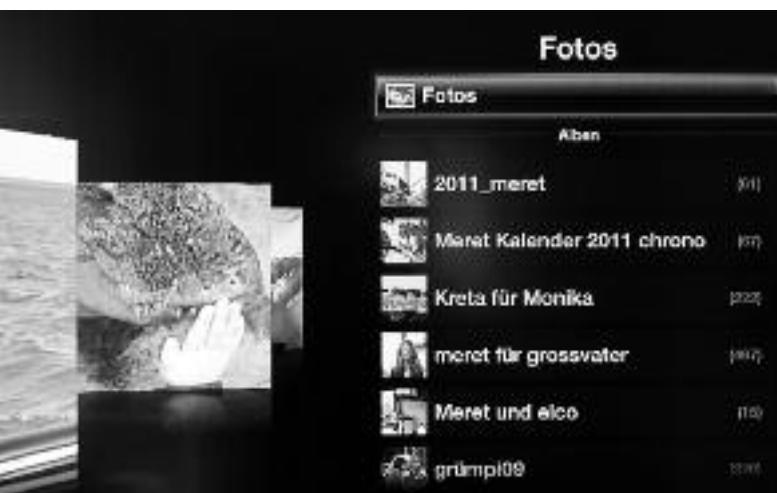 Fotos
Fotos
Alben
2011_meret
Meret Kalender 2011 chrono
Kreta für Monika
meret für grossvater
Meret und elco
grümpi09